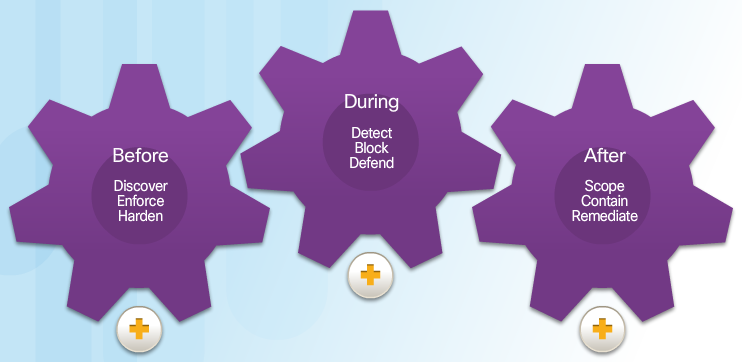 Before
Discover
Enforce
Harden
During
Detect
Block
Defend
After
Scope
Contain
Remediate